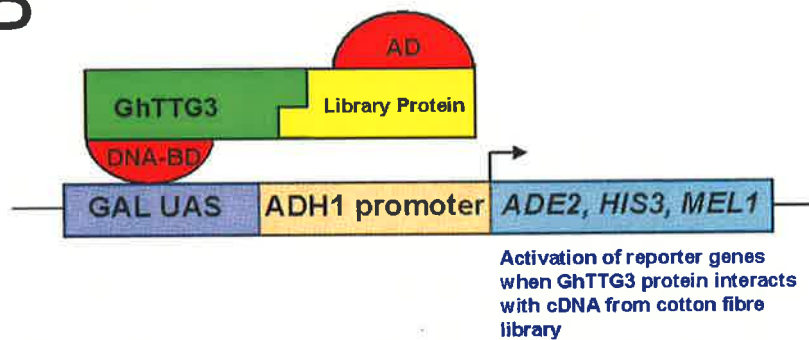 AD
GhTTG3 Library Protein
DNA-BD
GAL UAS ADH1 promoter ADE2, HIS3, MEL1
Activation of reporter genes
when GhTTG3 protein interacts
with cDNA from cotton fibre
library